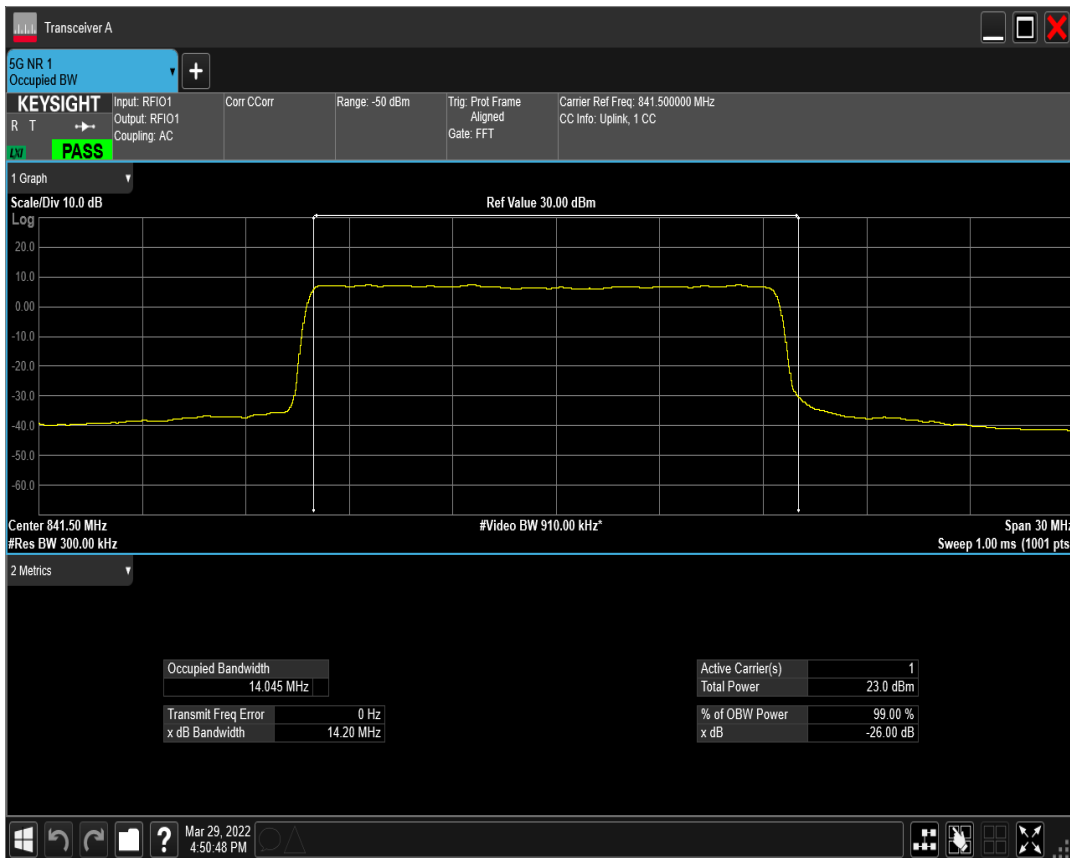 Transceiver A
5G NR 1
Occupied BW
+
KEYSIGHT
R T
LXI
PASS
Input: RFIO1
Output: RFIO1
Coupling: AC
Corr CCorr
Range: -50 dBm
Trig: Prot Frame
Aligned
Gate: FFT
Carrier Ref Freq: 841.500000 MHz
CC Info: Uplink, 1 CC
1 Graph
Scale/Div 10.0 dB
Ref Value 30.00 dBm
Log
20.0
10.0
0.00
-10.0
-20.0
-30.0
-40.0
-50.0
-60.0
Center 841.50 MHz
#Video BW 910.00 kHz*
Span 30 MHz
#Res BW 300.00 kHz
Sweep 1.00 ms (1001 pts
2 Metrics
Occupied Bandwidth
14.045 MHz
Transmit Freq Error 0 Hz
x dB Bandwidth 14.20 MHz
Active Carrier(s) 1
Total Power 23.0 dBm
% of OBW Power 99.00 %
x dB -26.00 dB
?
Mar 29, 2022
4:50:48 PM